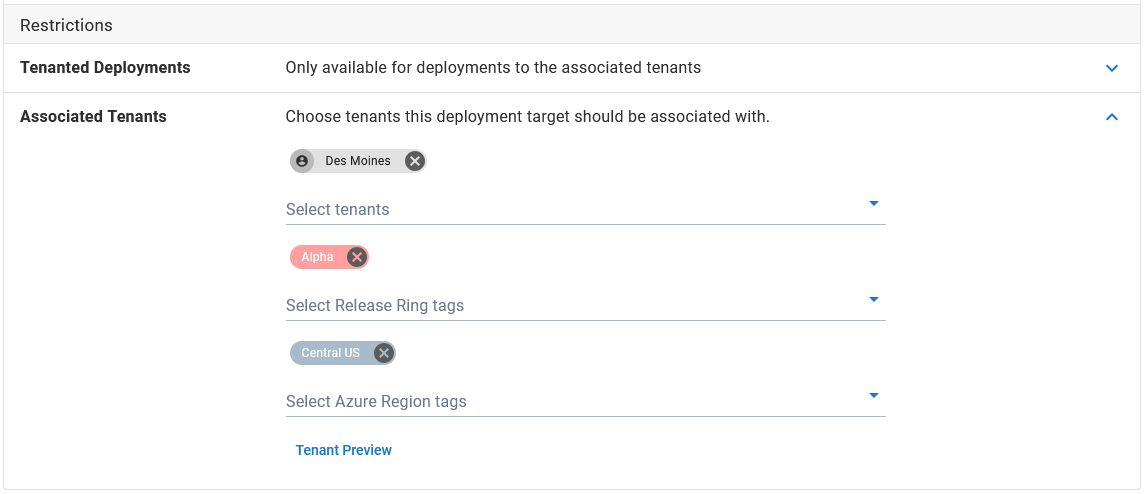 Restrictions
Tenanted Deployments Only available for deployments to the associated tenants
Associated Tenants Choose tenants this deployment target should be associated with.
Des Moines
Select tenants
Alpha
Select Release Ring tags
Central US
Select Azure Region tags
Tenant Preview